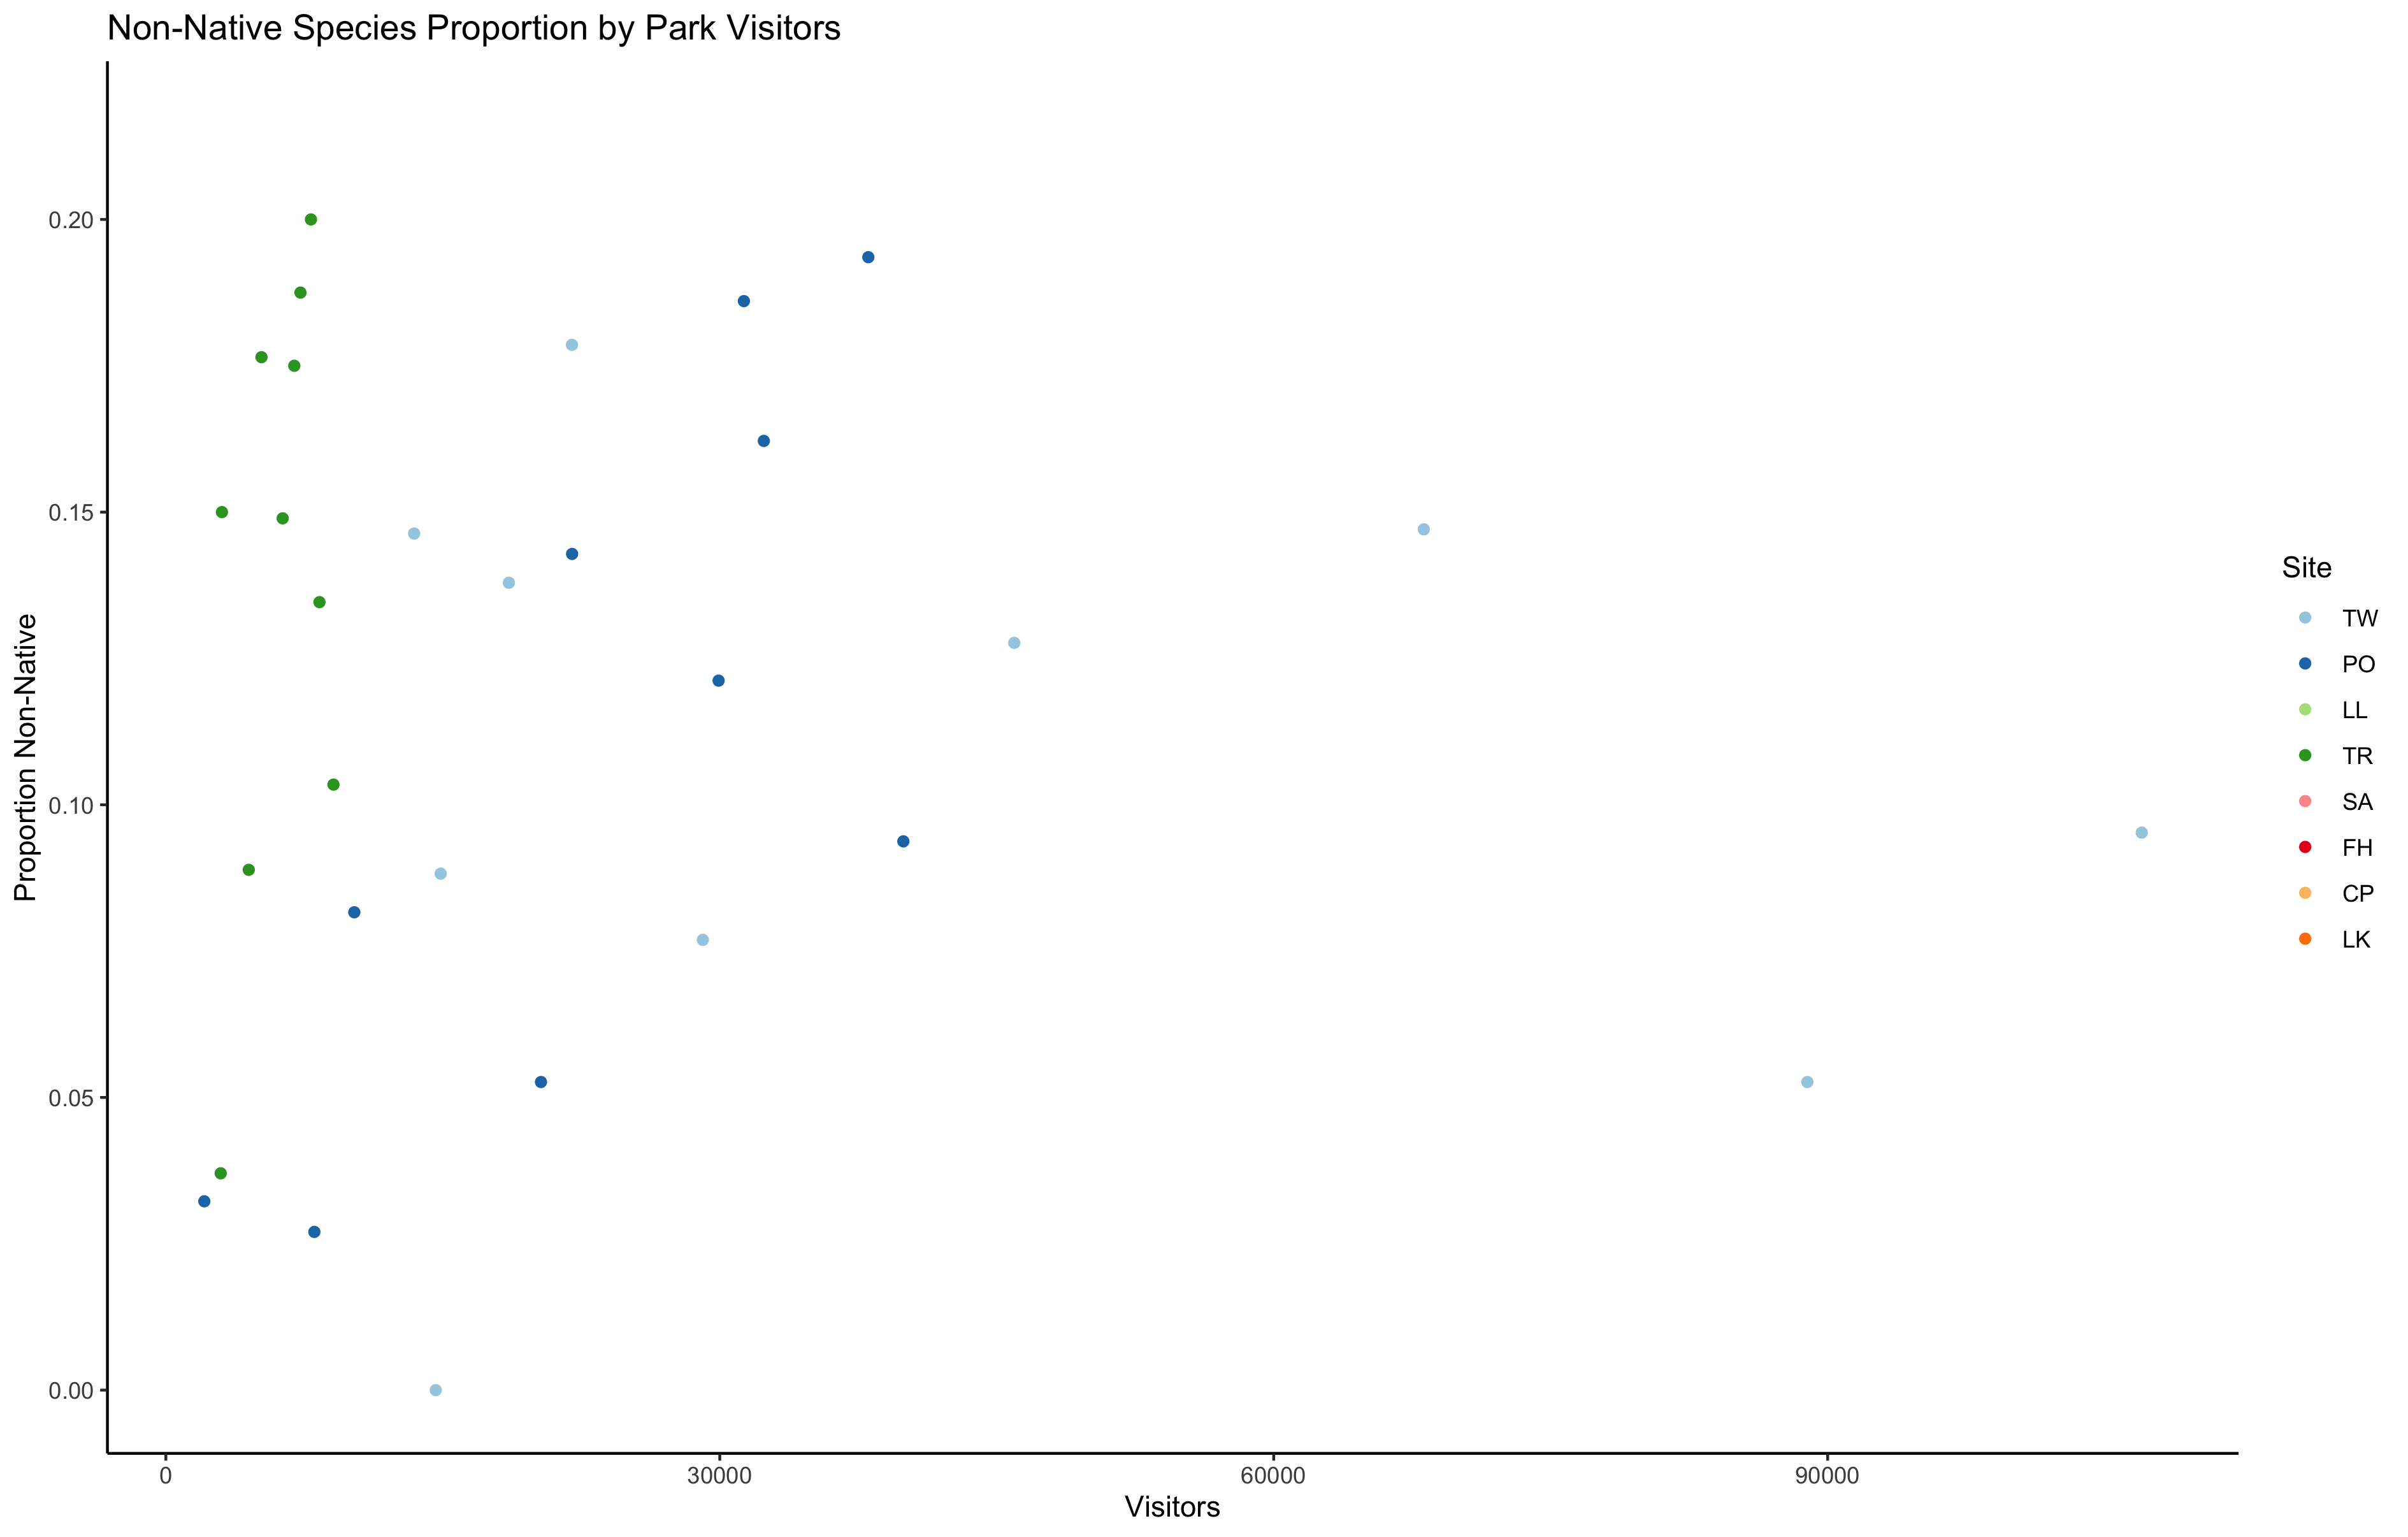 Non-Native Species Proportion by Park Visitors
Proportion Non-Native
0.20
0.15
0.10
0.05
0.00
0
30000
60000
90000
Visitors
Site
TW
PO
LL
TR
SA
FH
CP
LK